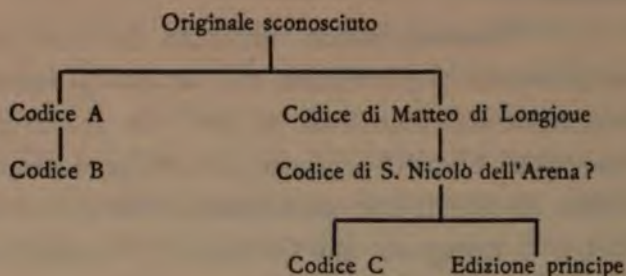 Originale sconosciuto
Codice A Codice di Matteo di Longjoue
Codice B Codice di S. Nicolò dell'Arena?
Codice C Edizione principe